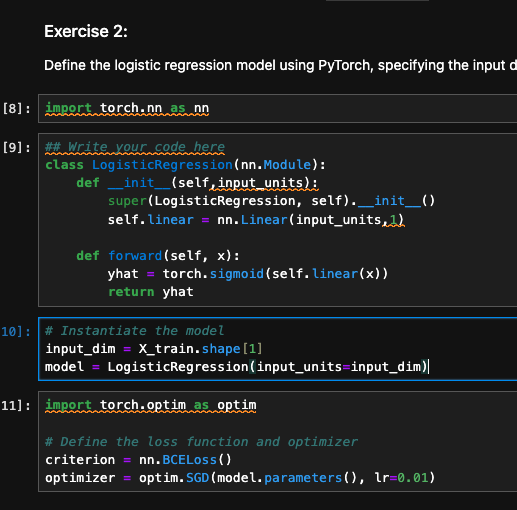 Exercise 2:
Define the logistic regression model using PyTorch, specifying the input d
[8]:
import torch.nn as nn
[9]:
## Write your code here
class LogisticRegression(nn.Module):
    def __init__(self,input_units):
        super(LogisticRegression, self).__init__()
        self.linear = nn.Linear(input_units,1)

    def forward(self, x):
        yhat = torch.sigmoid(self.linear(x))
        return yhat
10]:
# Instantiate the model
input_dim = X_train.shape[1]
model = LogisticRegression(input_units=input_dim)
11]:
import torch.optim as optim

# Define the loss function and optimizer
criterion = nn.BCELoss()
optimizer = optim.SGD(model.parameters(), lr=0.01)